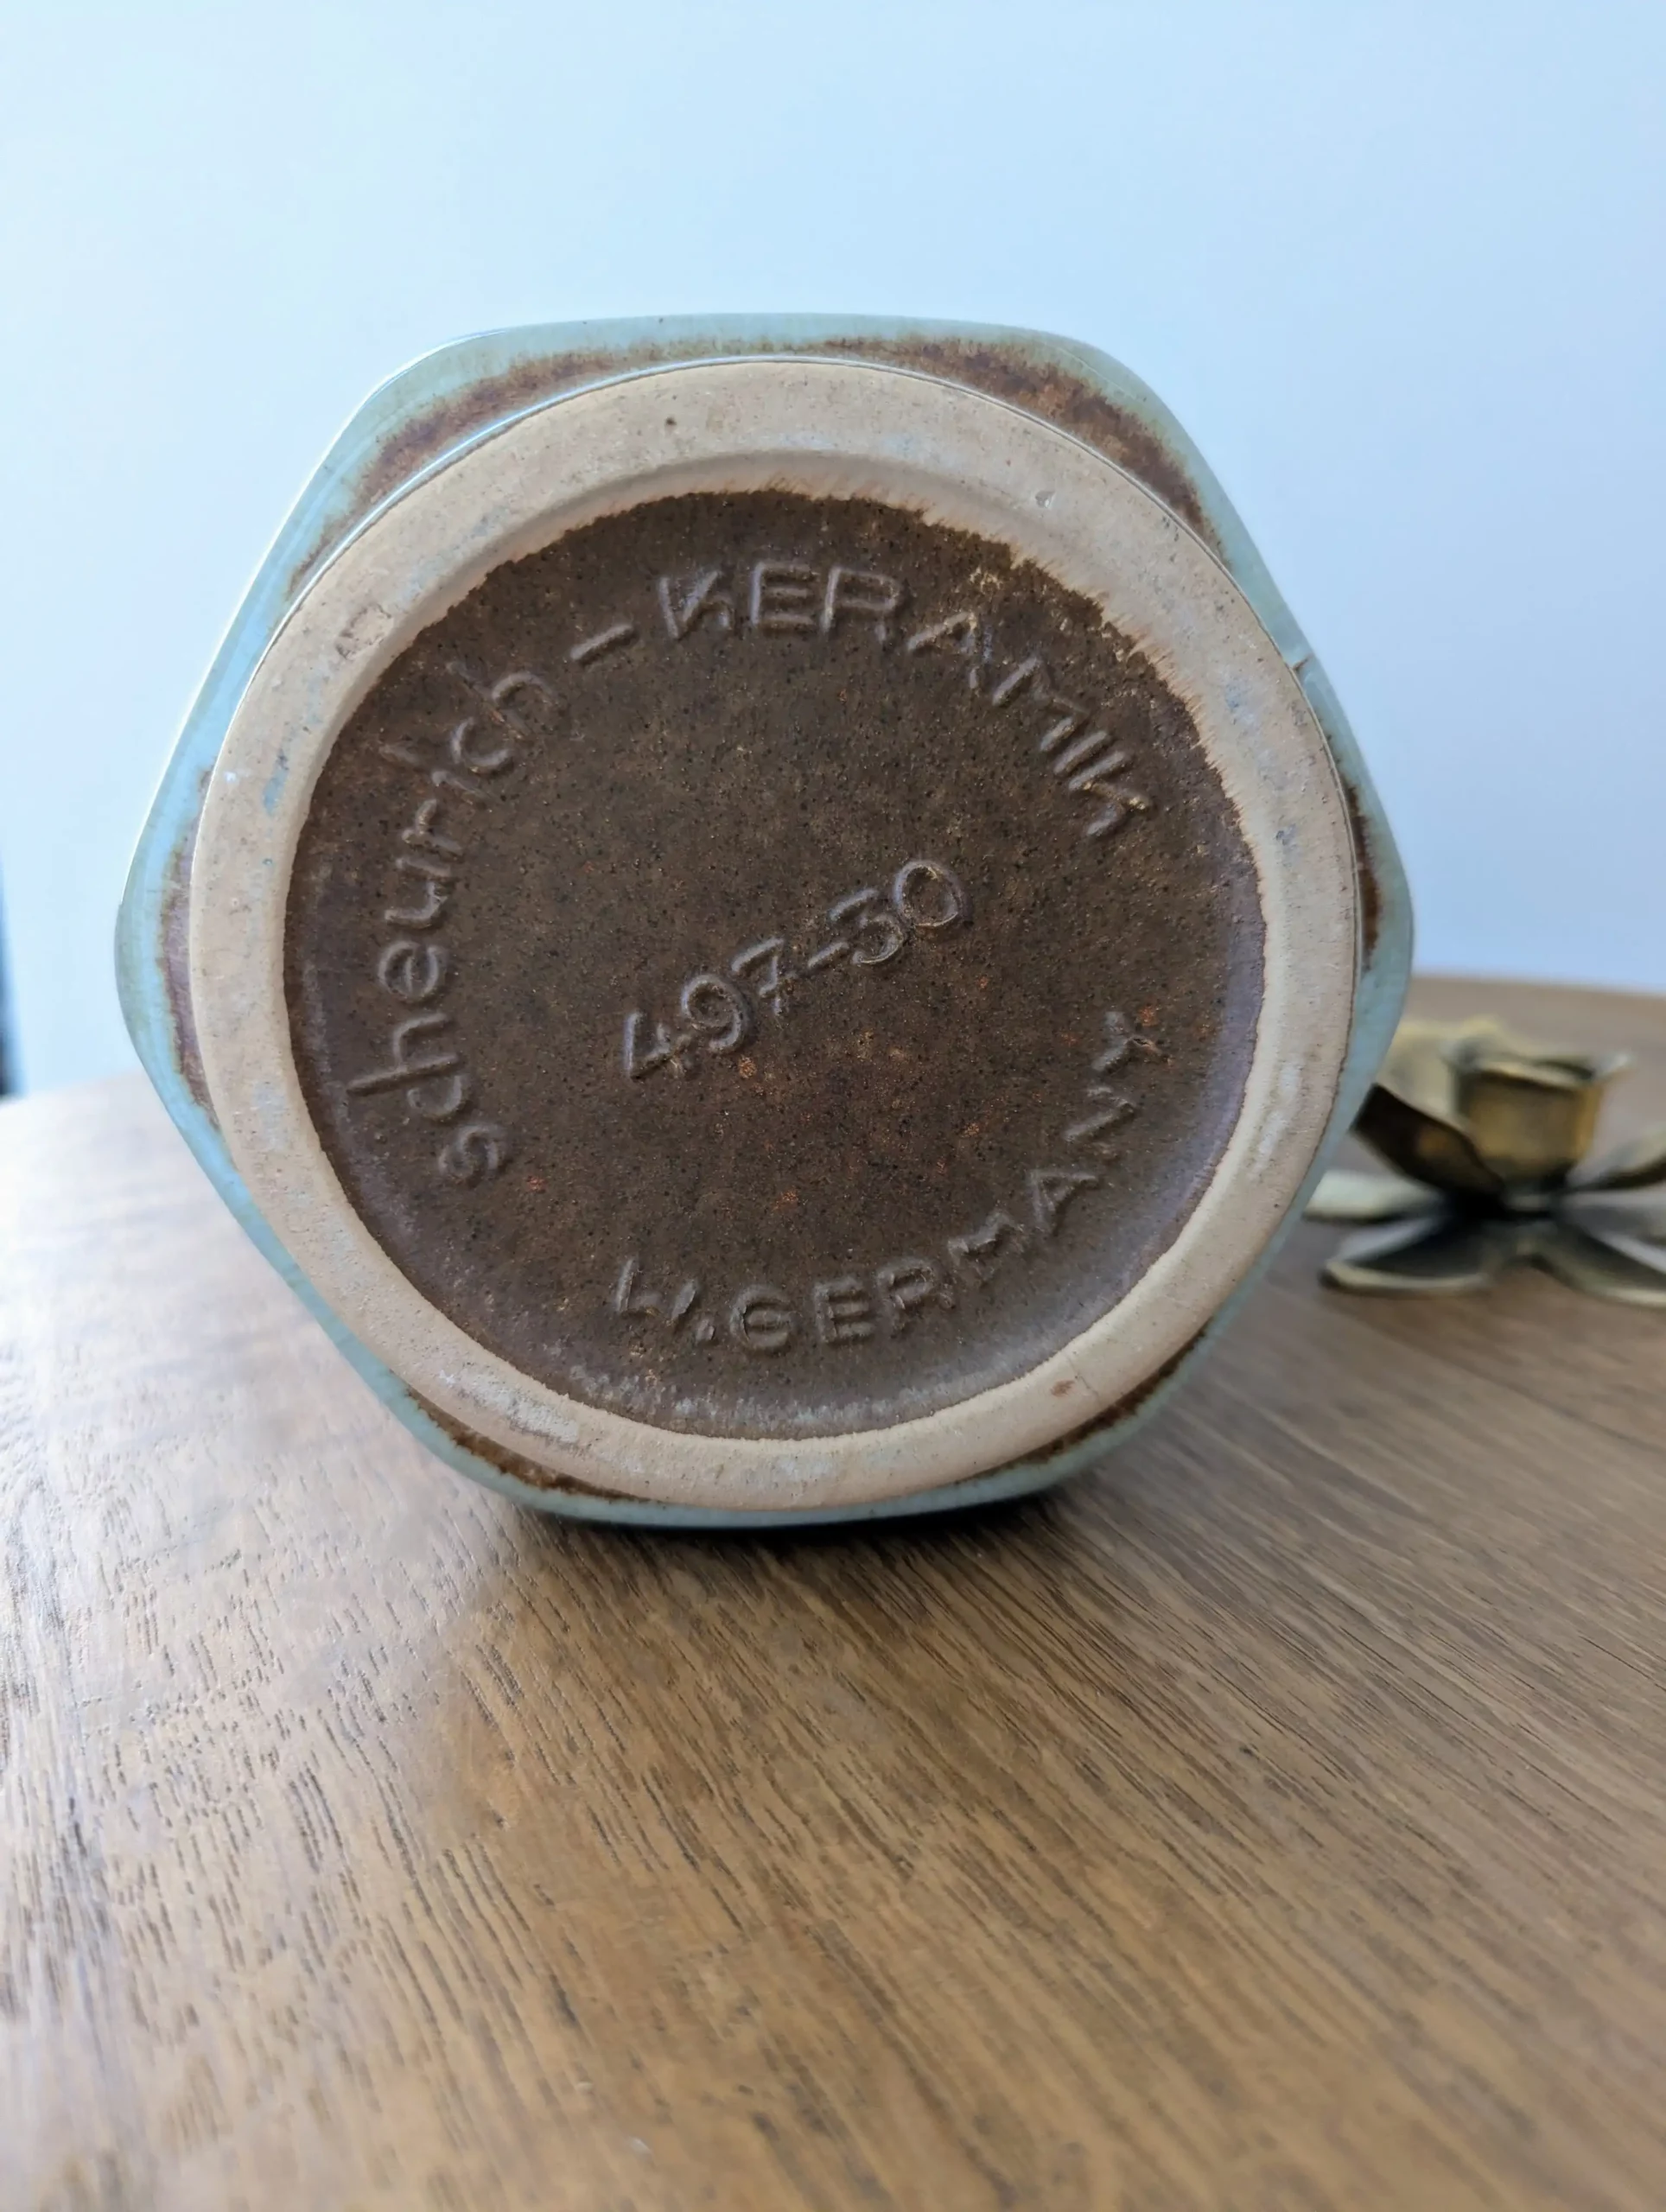 scheurich - KERAMIK
497-30
W.GERMANY